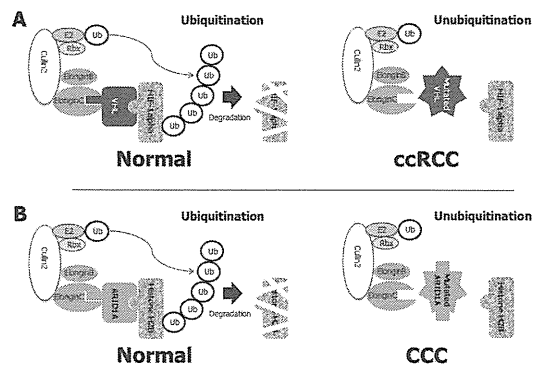 A
Ubiquitination
Unubiquitination
E2
Ub
Rbx
Cullin2
ElonginB
ElonginC
VHL
HIF-1alpha
Ub
Ub
Ub
Ub
Ub
Degradation
Normal
E2
Ub
Rbx
Cullin2
ElonginB
ElonginC
Mutated
VHL
HIF-1alpha
ccRCC
B
Ubiquitination
Unubiquitination
E2
Ub
Rbx
Cullin2
ElonginB
ElonginC
ARID1A
Histone H2B
Ub
Ub
Ub
Ub
Ub
Degradation
Normal
E2
Ub
Rbx
Cullin2
ElonginB
ElonginC
Mutated
ARID1A
Histone H2B
CCC